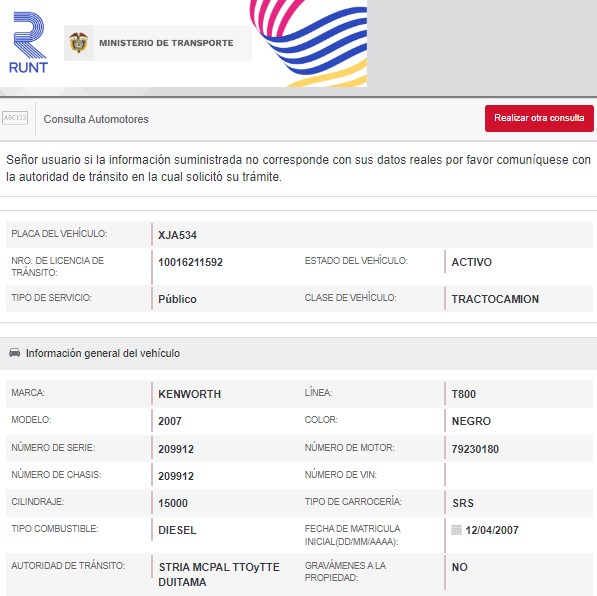 RUNT
MINISTERIO DE TRANSPORTE
ABC123
Consulta Automotores
Realizar otra consulta
Señor usuario si la información suministrada no corresponde con sus datos reales por favor comuníquese con
la autoridad de tránsito en la cual solicitó su trámite.
PLACA DEL VEHÍCULO: XJA534
NRO. DE LICENCIA DE
TRÁNSITO: 10016211592 ESTADO DEL VEHÍCULO: ACTIVO
TIPO DE SERVICIO: Público CLASE DE VEHÍCULO: TRACTOCAMION
Información general del vehículo
MARCA: KENWORTH LÍNEA: T800
MODELO: 2007 COLOR: NEGRO
NÚMERO DE SERIE: 209912 NÚMERO DE MOTOR: 79230180
NÚMERO DE CHASIS: 209912 NÚMERO DE VIN:
CILINDRAJE: 15000 TIPO DE CARROCERÍA: SRS
TIPO COMBUSTIBLE: DIESEL FECHA DE MATRICULA
INICIAL(DD/MM/AAAA): 12/04/2007
AUTORIDAD DE TRÁNSITO: STRIA MCPAL TTOyTTE
DUITAMA
GRAVÁMENES A LA
PROPIEDAD: NO